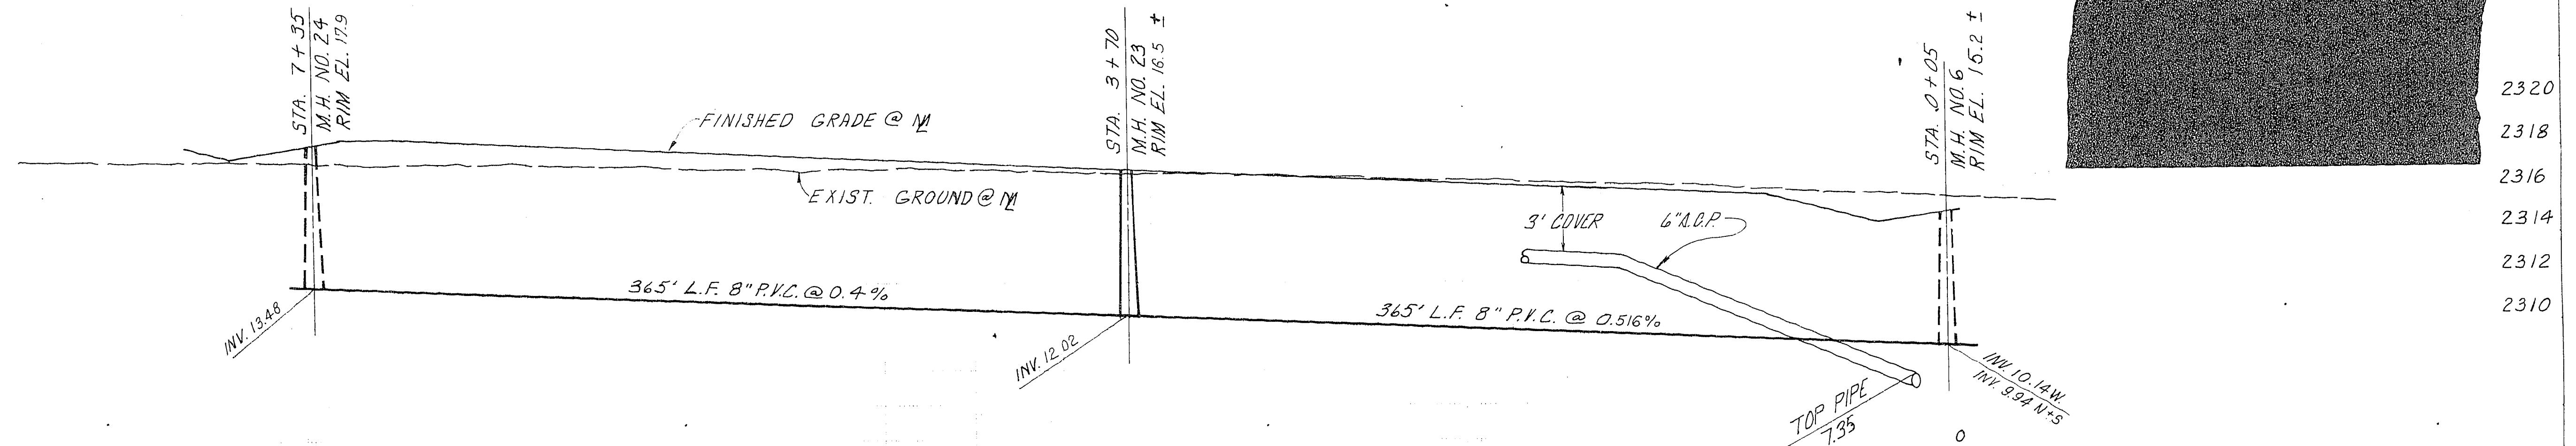 STA. 7+35
M.H. NO. 24
RIM EL. 17.9
STA. 3+70
M.H. NO. 23
RIM EL. 16.5 ±
STA. 0+05
M.H. NO. 6
RIM EL. 15.2 ±
2320
2318
2316
2314
2312
2310
FINISHED GRADE @
EXIST. GROUND @
3' COVER
6" A.C.P.
365' L.F. 8" P.V.C. @ 0.4%
365' L.F. 8" P.V.C. @ 0.516%
INV. 13.48
INV. 12.02
INV. 10.14 W.
INV. 9.94 N+S
TOP PIPE
7.35
0